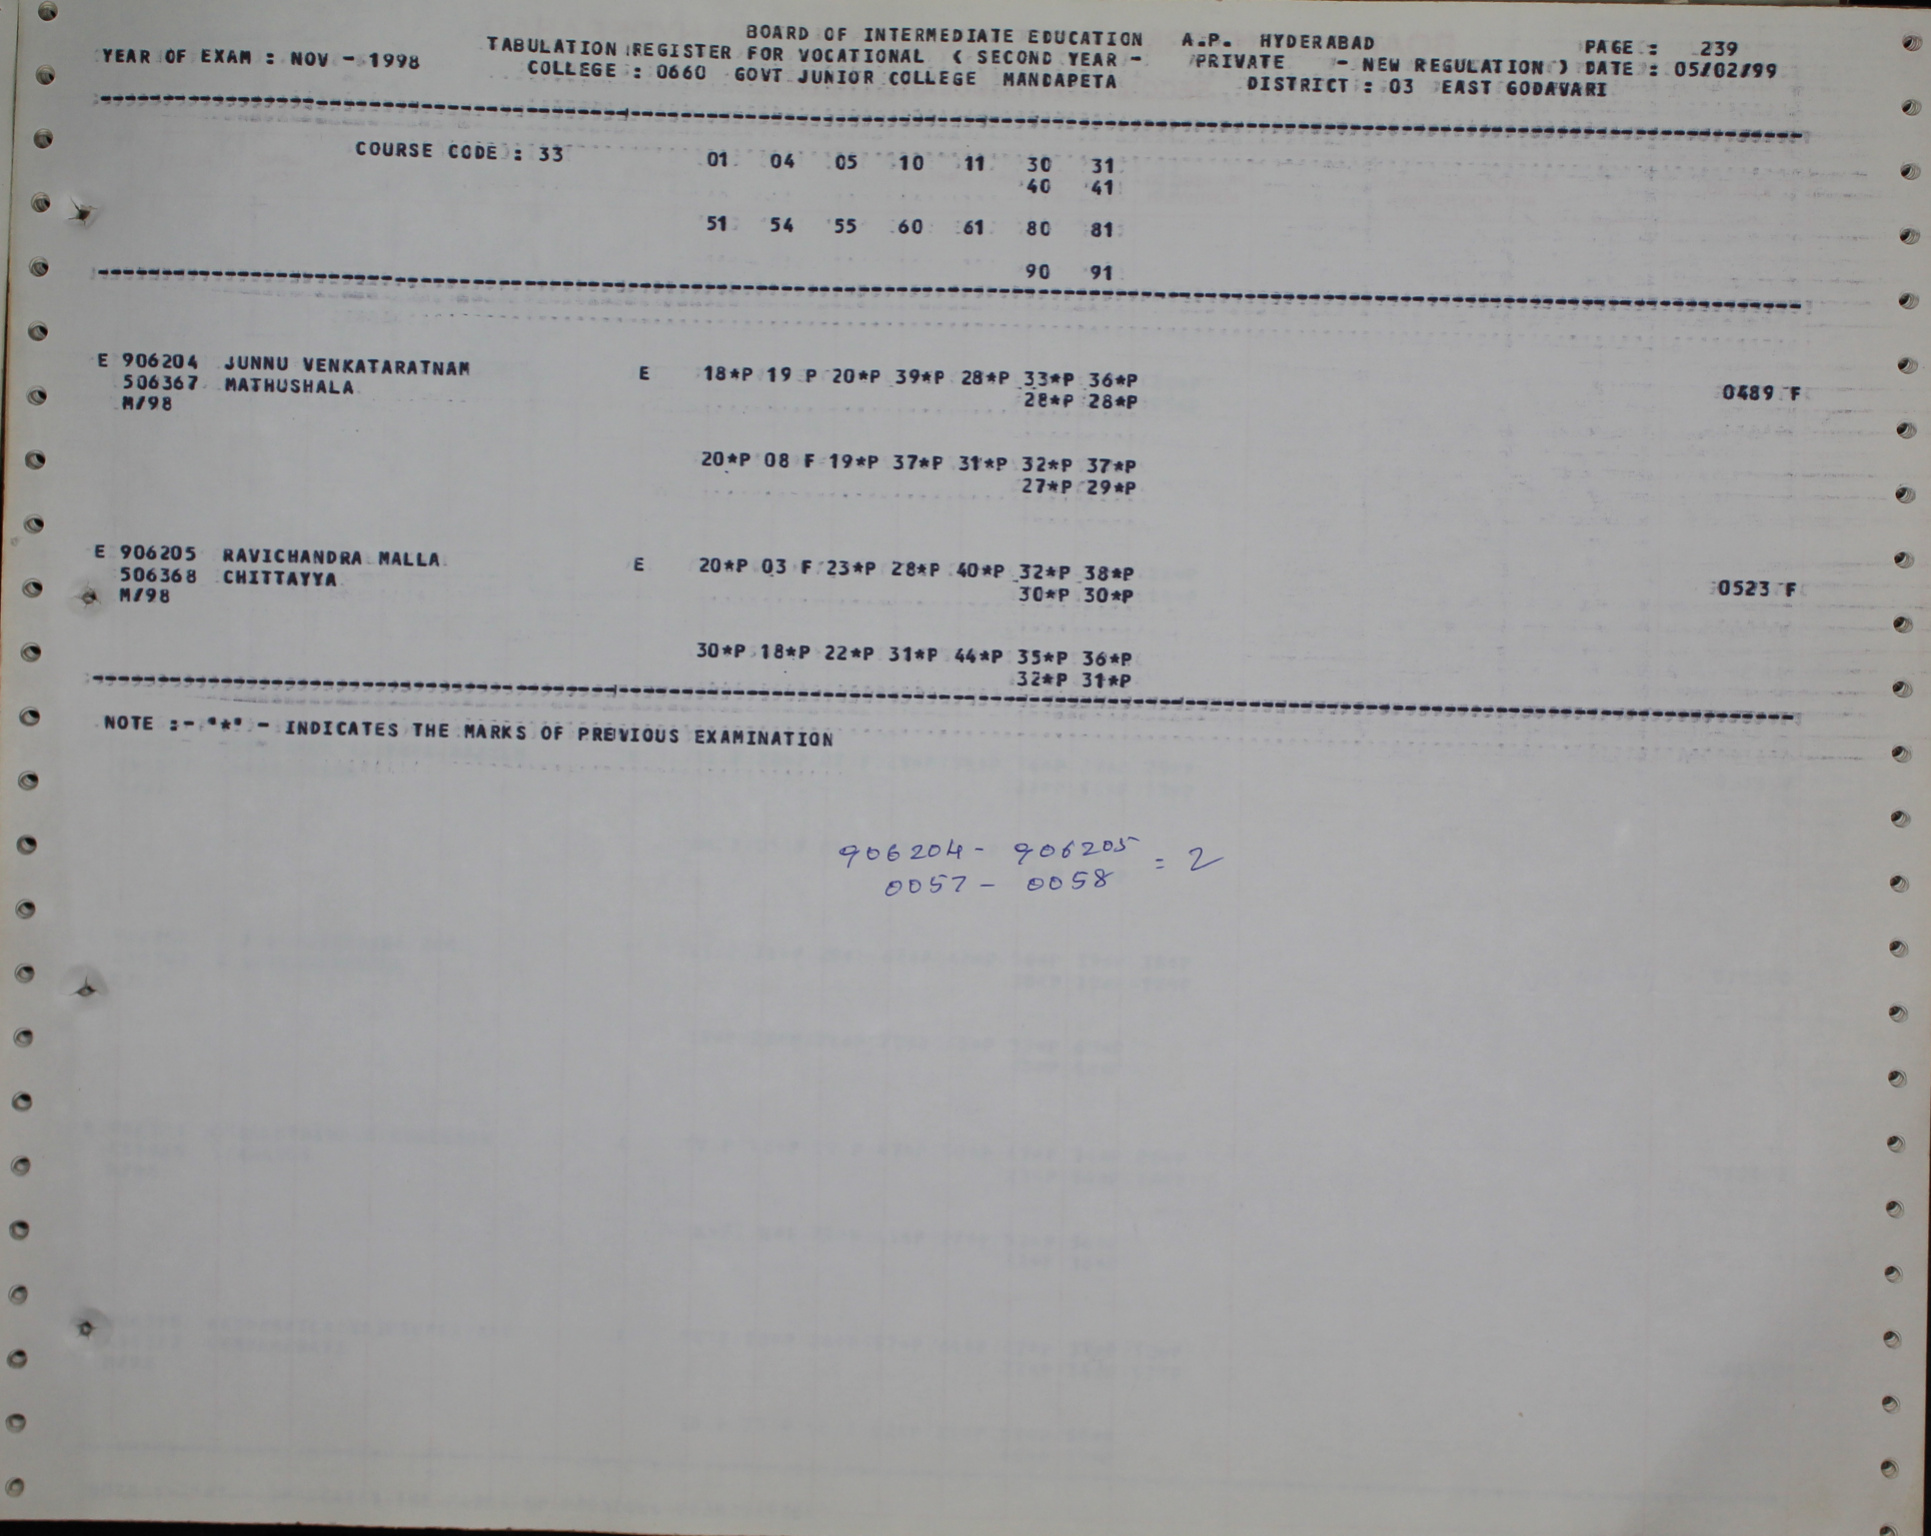 BOARD OF INTERMEDIATE EDUCATION A.P. HYDERABAD PAGE : 239
YEAR OF EXAM : NOV - 1998 TABULATION REGISTER FOR VOCATIONAL ( SECOND YEAR - PRIVATE - NEW REGULATION ) DATE : 05/02/99
COLLEGE : 0660 GOVT JUNIOR COLLEGE MANDAPETA DISTRICT : 03 EAST GODAVARI
COURSE CODE : 33 01 04 05 10 11 30 31
40 41
51 54 55 60 61 80 81
90 91
E 906204 JUNNU VENKATARATNAM E 18*P 19 P 20*P 39*P 28*P 33*P 36*P
506367 MATHUSHALA 28*P 28*P 0489 F
M/98
20*P 08 F 19*P 37*P 31*P 32*P 37*P
27*P 29*P
E 906205 RAVICHANDRA MALLA E 20*P 03 F 23*P 28*P 40*P 32*P 38*P
506368 CHITTAYYA 30*P 30*P 0523 F
M/98
30*P 18*P 22*P 31*P 44*P 35*P 36*P
32*P 31*P
NOTE :- "*" - INDICATES THE MARKS OF PREVIOUS EXAMINATION
906204 - 906205 = 2
0057 - 0058